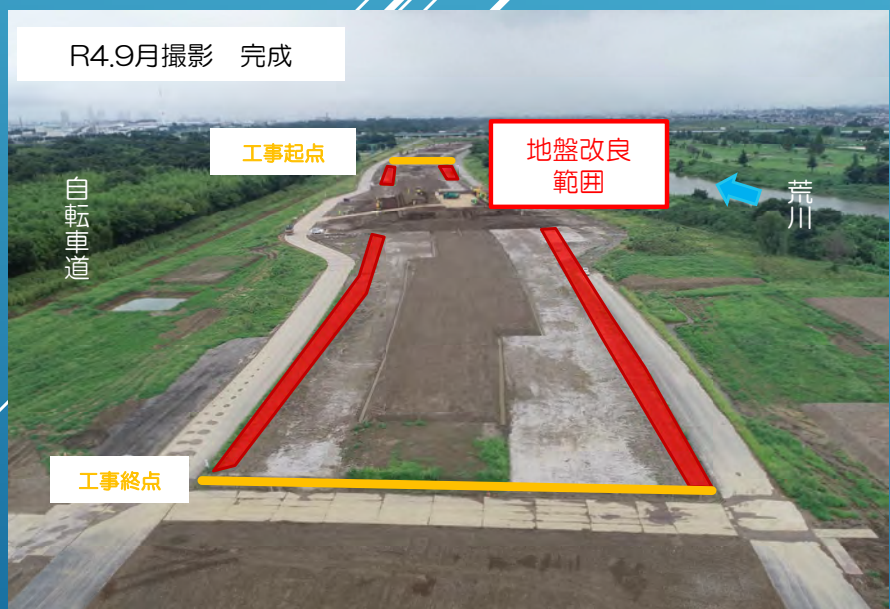 R4.9月撮影　完成
工事起点
地盤改良
範囲
自転車道
荒川
工事終点